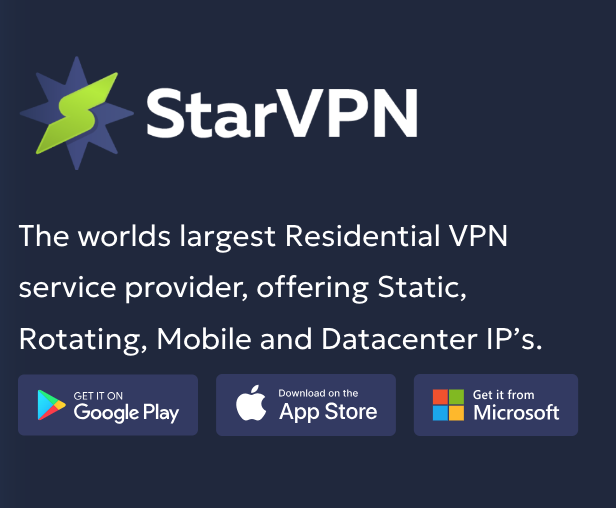 StarVPN
The worlds largest Residential VPN
service provider, offering Static,
Rotating, Mobile and Datacenter IP’s.
GET IT ON
Google Play
Download on the
App Store
Get it from
Microsoft